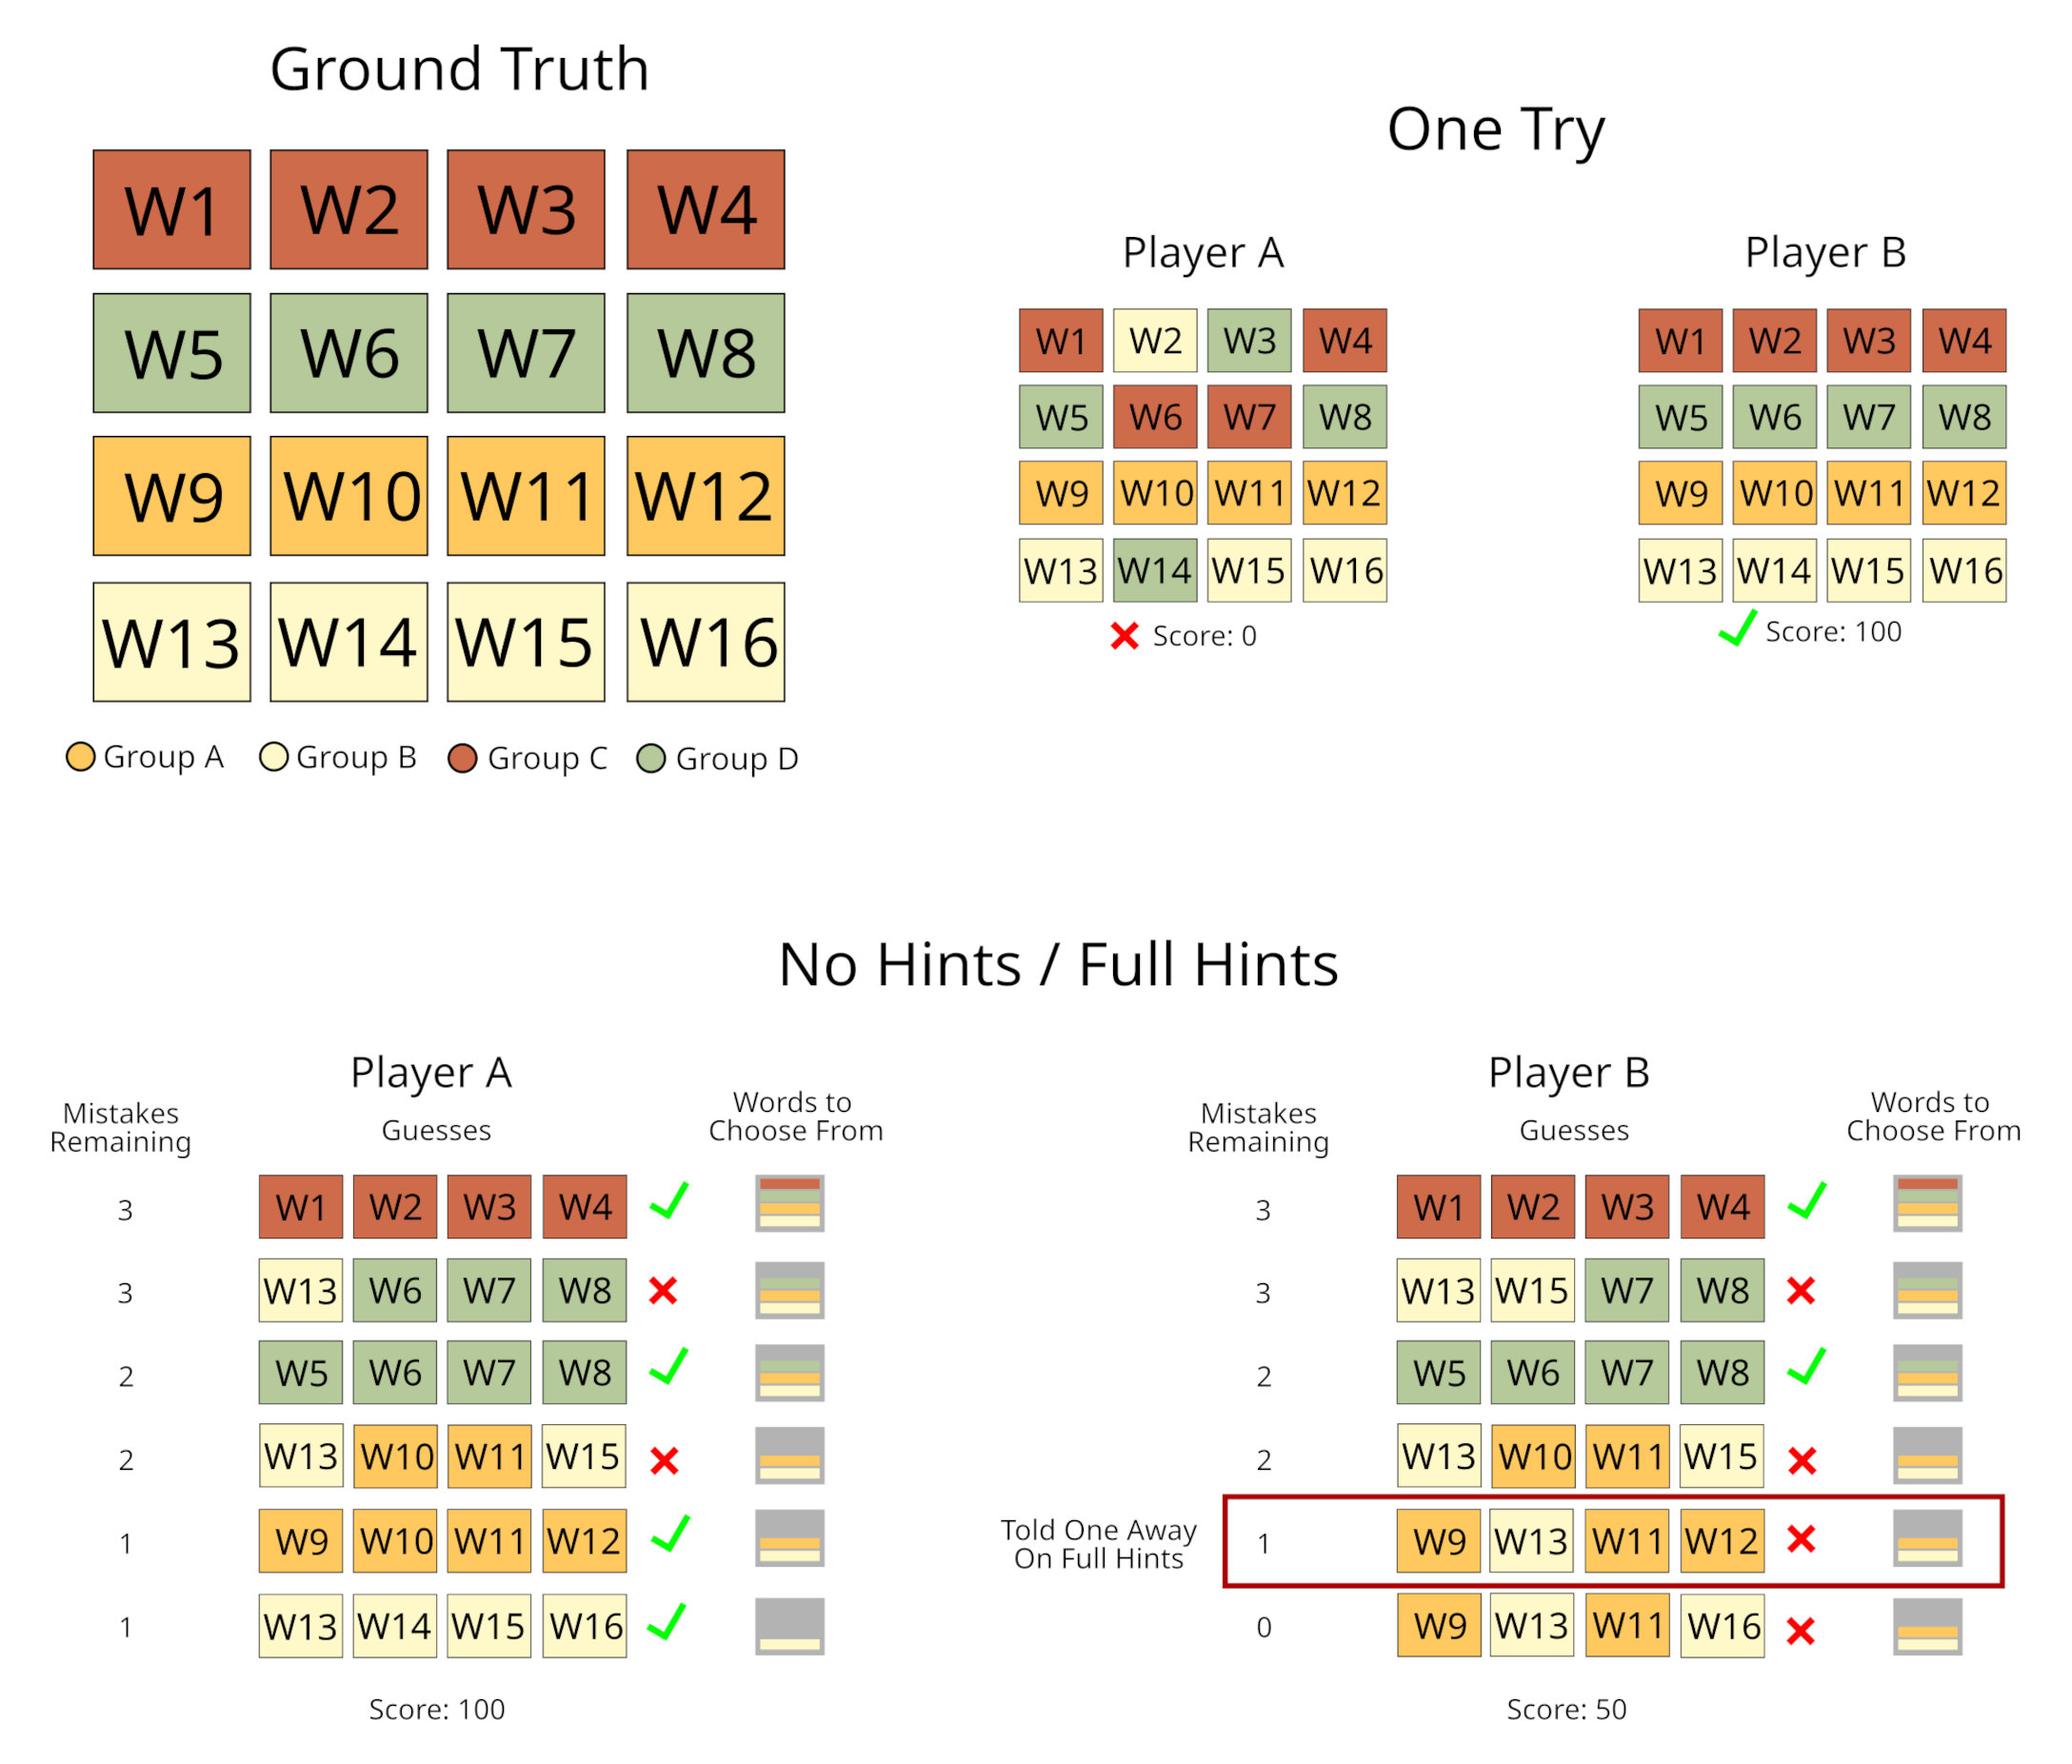 Ground Truth
W1 W2 W3 W4
W5 W6 W7 W8
W9 W10 W11 W12
W13 W14 W15 W16
Group A Group B Group C Group D
One Try
Player A
W1 W2 W3 W4
W5 W6 W7 W8
W9 W10 W11 W12
W13 W14 W15 W16
Score: 0
Player B
W1 W2 W3 W4
W5 W6 W7 W8
W9 W10 W11 W12
W13 W14 W15 W16
Score: 100
No Hints / Full Hints
Player A
Mistakes
Remaining
Guesses
Words to
Choose From
3 W1 W2 W3 W4
3 W13 W6 W7 W8
2 W5 W6 W7 W8
2 W13 W10 W11 W15
1 W9 W10 W11 W12
1 W13 W14 W15 W16
Score: 100
Player B
Mistakes
Remaining
Guesses
Words to
Choose From
3 W1 W2 W3 W4
3 W13 W15 W7 W8
2 W5 W6 W7 W8
2 W13 W10 W11 W15
Told One Away
On Full Hints
1 W9 W13 W11 W12
0 W9 W13 W11 W16
Score: 50